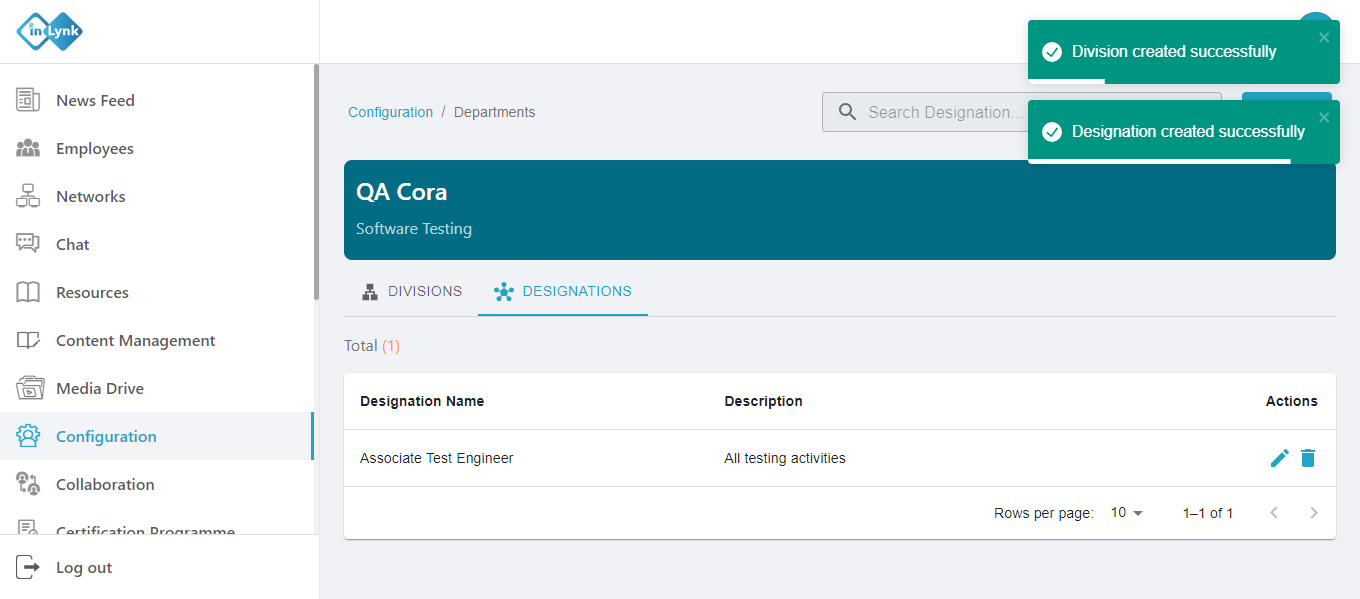 inLynk
News Feed
Employees
Networks
Chat
Resources
Content Management
Media Drive
Configuration
Collaboration
Certification Programme
Log out
Configuration / Departments
Search Designation...
Division created successfully
Designation created successfully
QA Cora
Software Testing
DIVISIONS
DESIGNATIONS
Total (1)
Designation Name Description Actions
Associate Test Engineer All testing activities
Rows per page: 10 1–1 of 1